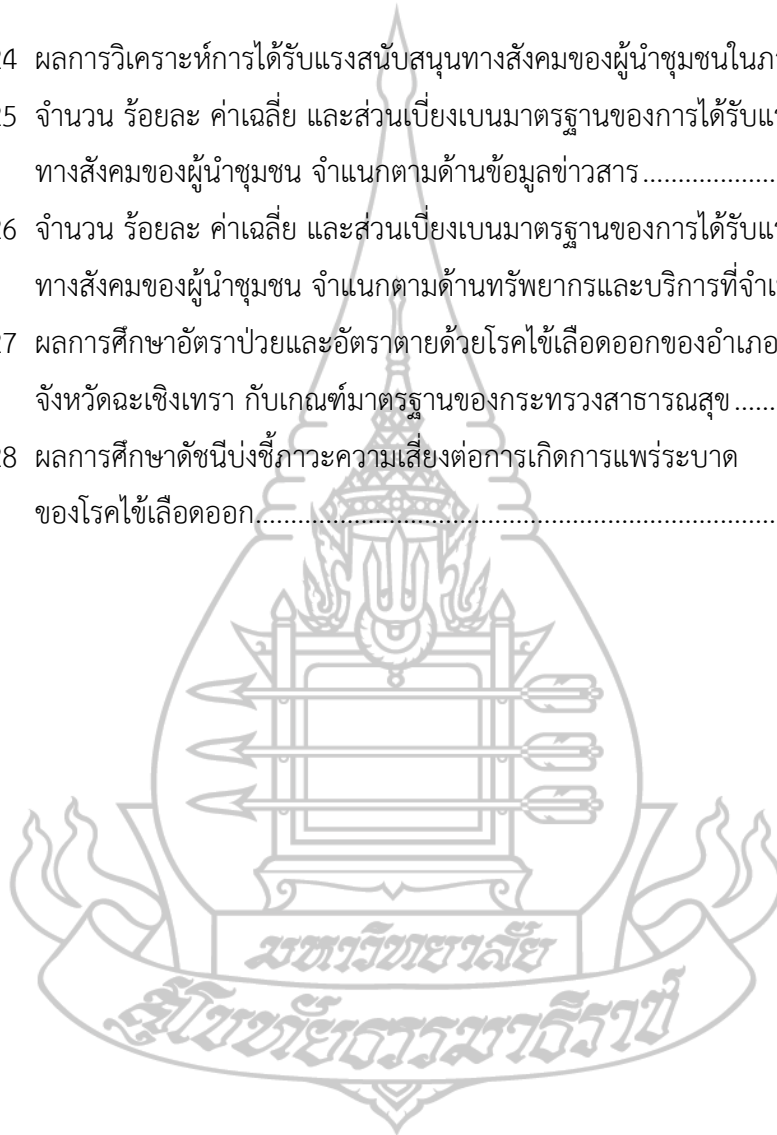 24 ผลการวิเคราะห์การได้รับแรงสนับสนุนทางสังคมของผู้นำชุมชนในภ
25 จำนวน ร้อยละ ค่าเฉลี่ย และส่วนเบี่ยงเบนมาตรฐานของการได้รับแ
ทางสังคมของผู้นำชุมชน จำแนกตามด้านข้อมูลข่าวสาร....................
26 จำนวน ร้อยละ ค่าเฉลี่ย และส่วนเบี่ยงเบนมาตรฐานของการได้รับแ
ทางสังคมของผู้นำชุมชน จำแนกตามด้านทรัพยากรและบริการที่จำเ
27 ผลการศึกษาอัตราป่วยและอัตราตายด้วยโรคไข้เลือดออกของอำเภอ
จังหวัดฉะเชิงเทรา กับเกณฑ์มาตรฐานของกระทรวงสาธารณสุข.......
28 ผลการศึกษาดัชนีบ่งชี้ภาวะความเสี่ยงต่อการเกิดการแพร่ระบาด
ของโรคไข้เลือดออก....................................................................................
มหาวิทยาลัย
สุโขทัยธรรมาธิราช